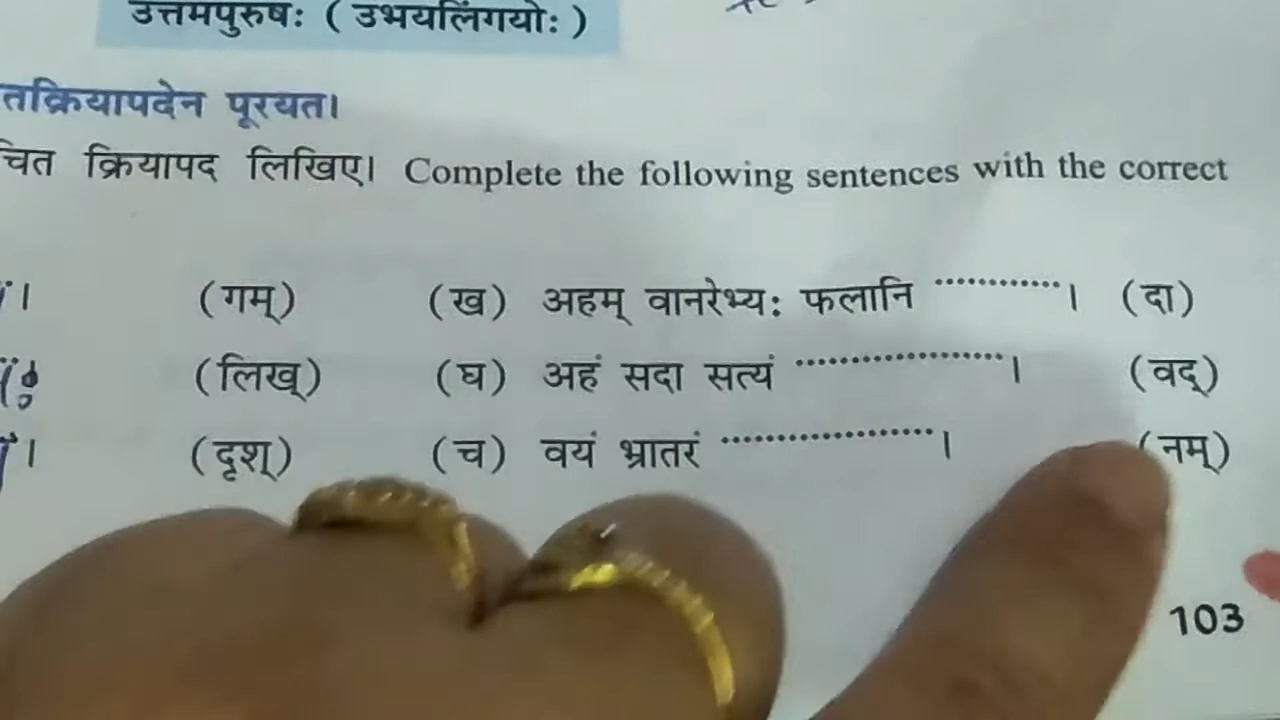 उत्तमपुरुषः ( उभयलिंगयोः )
तक्रियापदेन पूरयत।
चित क्रियापद लिखिए। Complete the following sentences with the correct
। (गम्) (ख) अहम् वानरेभ्यः फलानि ............। (दा)
(लिख्) (घ) अहं सदा सत्यं ....................। (वद्)
। (दृश्) (च) वयं भ्रातरं ....................। (नम्)
103